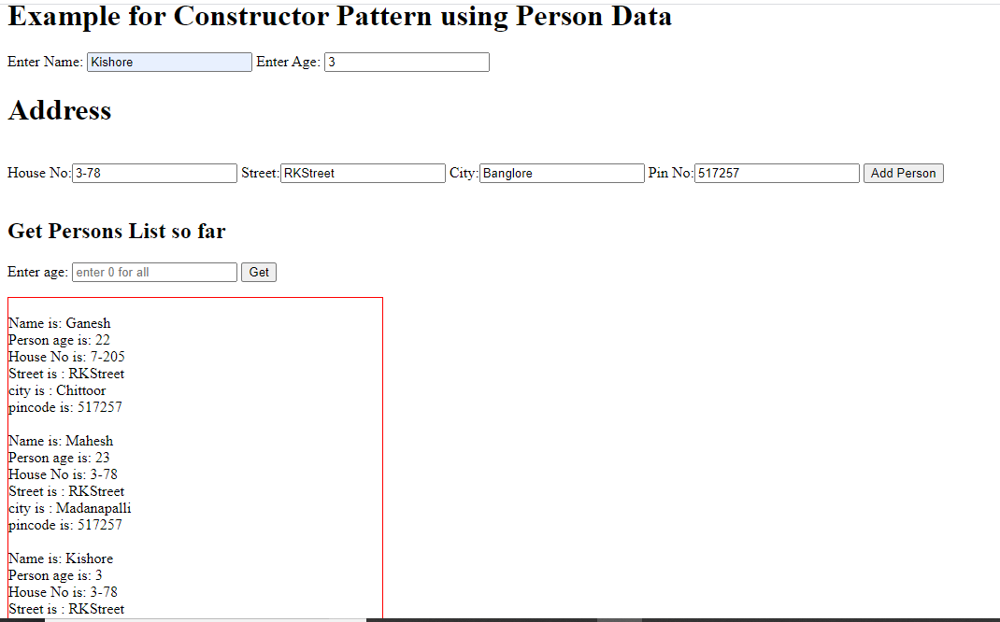 Example for Constructor Pattern using Person Data
Enter Name: Kishore Enter Age: 3
Address
House No: 3-78 Street: RKStreet City: Banglore Pin No: 517257 Add Person
Get Persons List so far
Enter age: enter 0 for all Get
Name is: Ganesh
Person age is: 22
House No is: 7-205
Street is : RKStreet
city is : Chittoor
pincode is: 517257
Name is: Mahesh
Person age is: 23
House No is: 3-78
Street is : RKStreet
city is : Madanapalli
pincode is: 517257
Name is: Kishore
Person age is: 3
House No is: 3-78
Street is : RKStreet